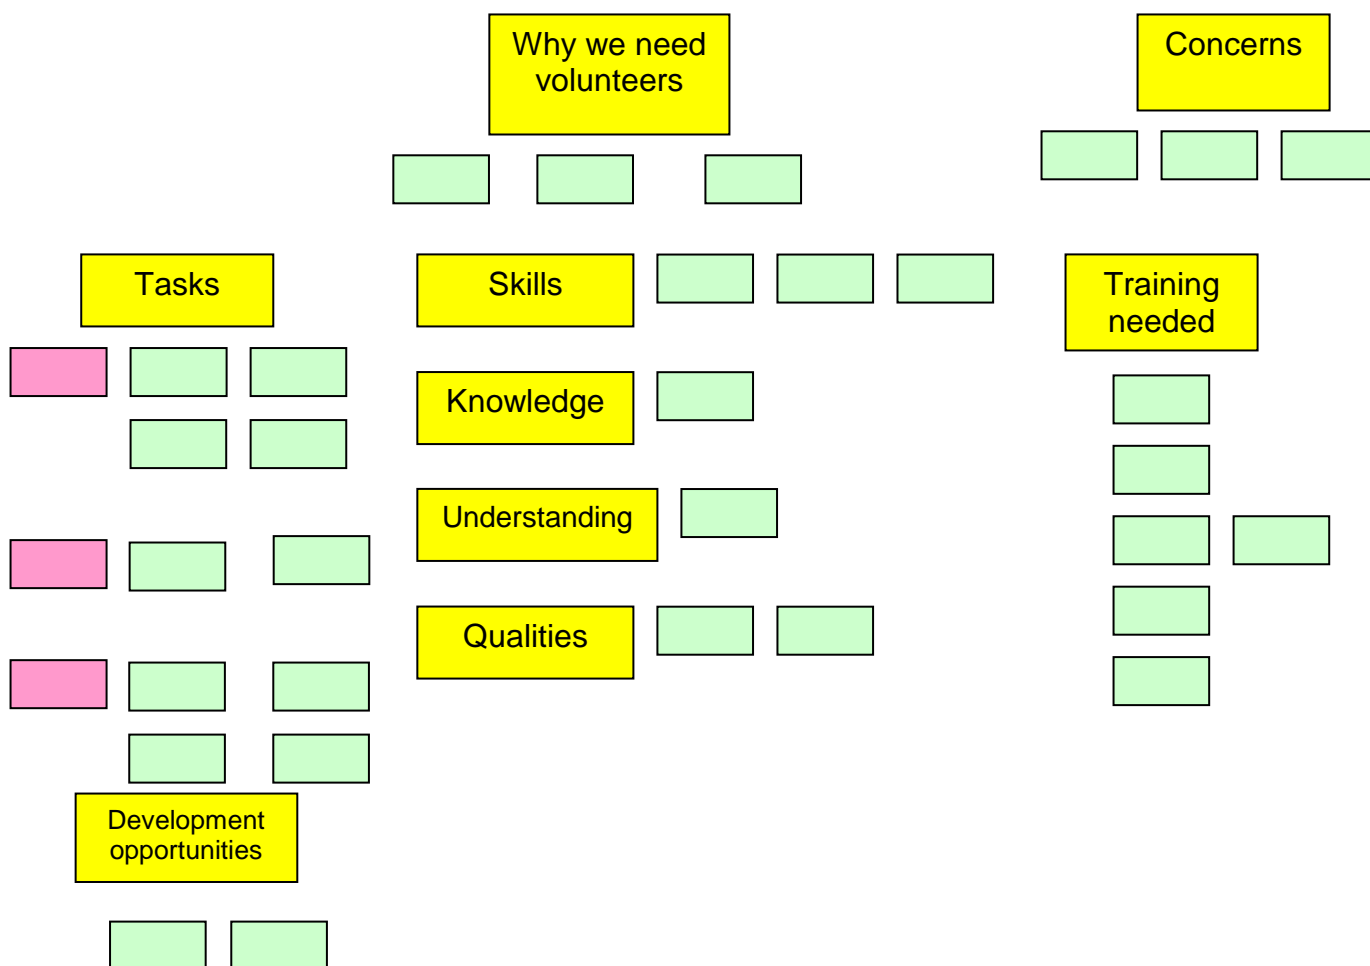 Why we need
volunteers
Concerns
Tasks
Skills
Training
needed
Knowledge
Understanding
Qualities
Development
opportunities